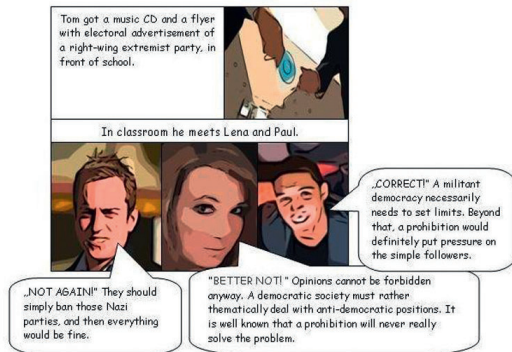 Tom got a music CD and a flyer
with electoral advertisement of
a right-wing extremist party, in
front of school.
In classroom he meets Lena and Paul.
„CORRECT!" A militant
democracy necessarily
needs to set limits. Beyond
that, a prohibition would
definitely put pressure on
the simple followers.
„NOT AGAIN!" They should
simply ban those Nazi
parties, and then everything
would be fine.
"BETTER NOT!" Opinions cannot be forbidden
anyway. A democratic society must rather
thematically deal with anti-democratic positions. It
is well known that a prohibition will never really
solve the problem.